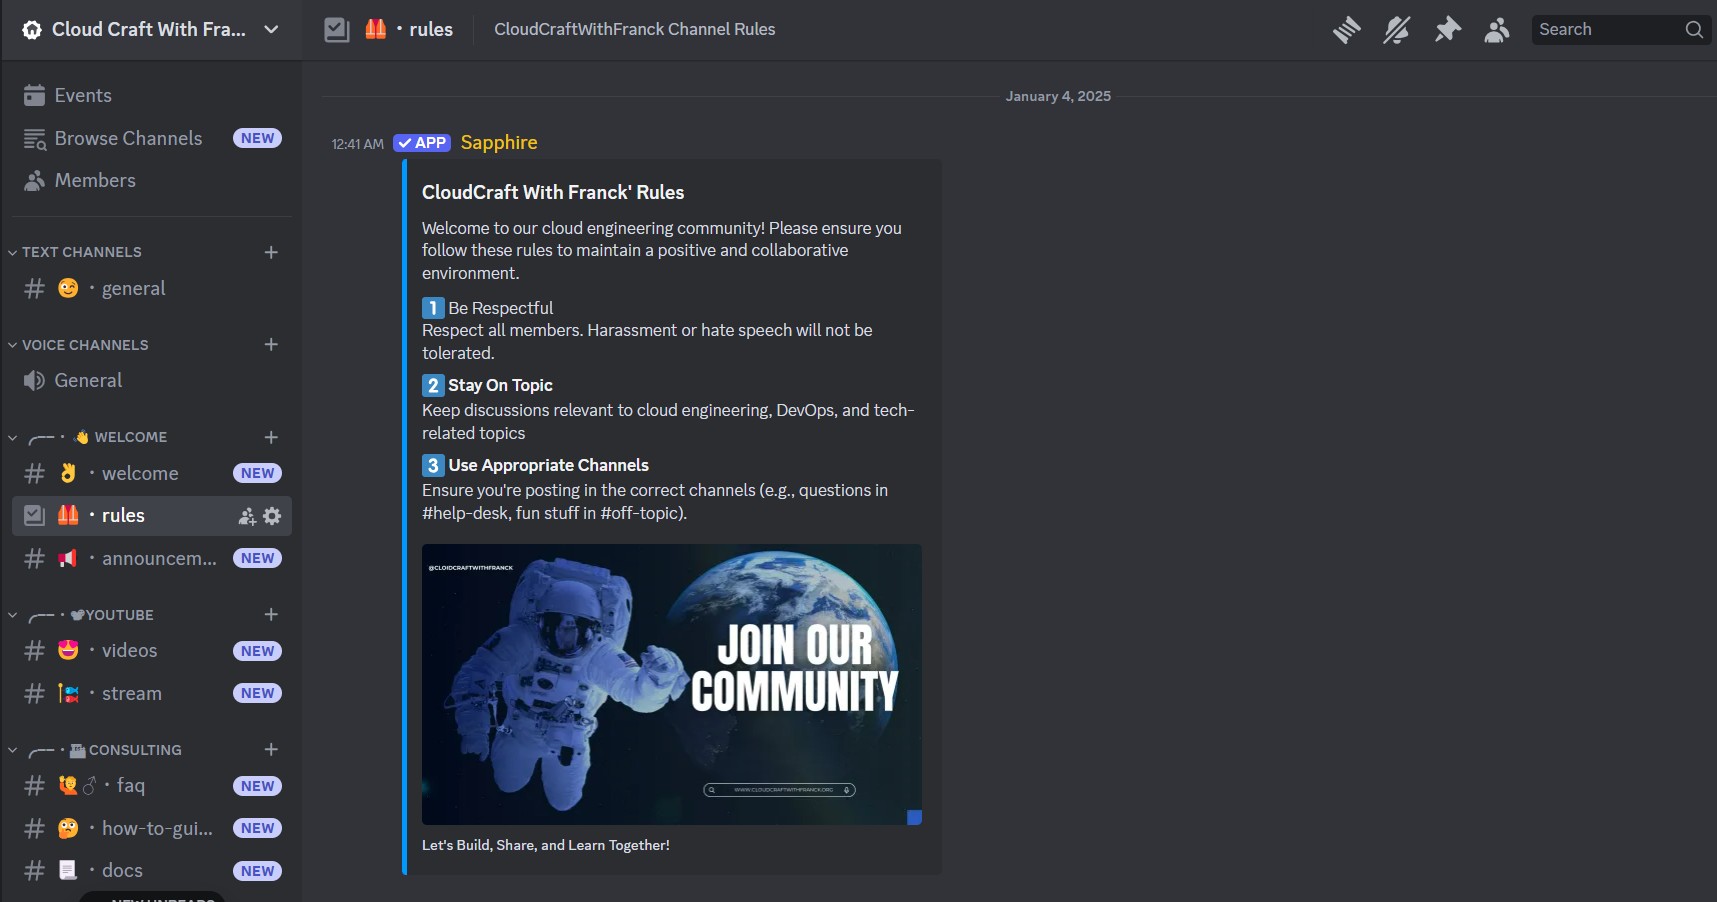 Cloud Craft With Fra...
・rules
CloudCraftWithFranck Channel Rules
Search
Events
Browse Channels NEW
Members
TEXT CHANNELS
・general
VOICE CHANNELS
General
WELCOME
・welcome NEW
・rules
・announcem... NEW
YOUTUBE
・videos NEW
・stream NEW
CONSULTING
・faq NEW
・how-to-gui... NEW
・docs NEW
NEW UNREADS
January 4, 2025
12:41 AM APP Sapphire
CloudCraft With Franck' Rules
Welcome to our cloud engineering community! Please ensure you
follow these rules to maintain a positive and collaborative
environment.
1 Be Respectful
Respect all members. Harassment or hate speech will not be
tolerated.
2 Stay On Topic
Keep discussions relevant to cloud engineering, DevOps, and tech-
related topics
3 Use Appropriate Channels
Ensure you're posting in the correct channels (e.g., questions in
#help-desk, fun stuff in #off-topic).
@CLOIDCRAFTWITHFRANCK
JOIN OUR
COMMUNITY
WWW.CLOUDCRAFTWITHFRANCK.ORG
Let's Build, Share, and Learn Together!